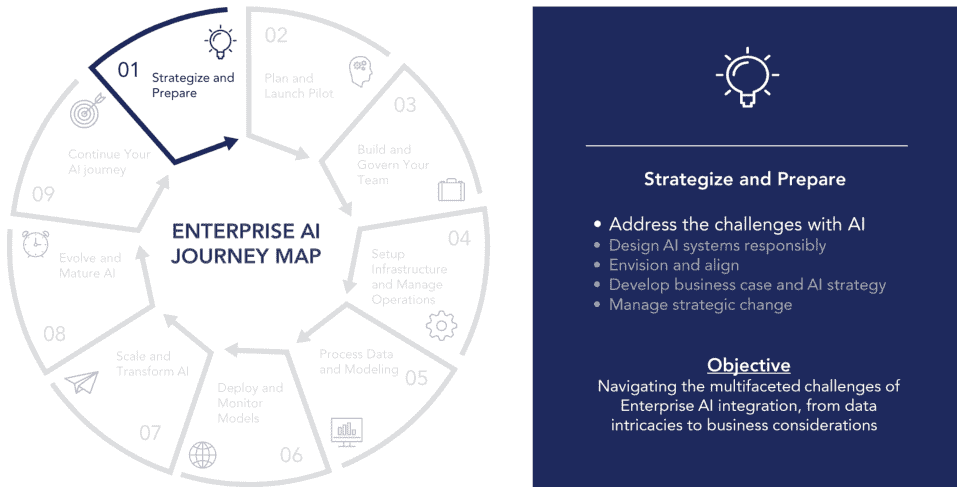 01
Strategize and
Prepare
02
Plan and
Launch Pilot
03
Build and
Govern Your
Team
04
Setup
Infrastructure
and Manage
Operations
Process Data
and Modeling
05
Deploy and
Monitor
Models
06
Scale and
Transform AI
07
Evolve and
Mature AI
08
Continue Your
AI journey
09
ENTERPRISE AI
JOURNEY MAP
Strategize and Prepare
• Address the challenges with AI
• Design AI systems responsibly
• Envision and align
• Develop business case and AI strategy
• Manage strategic change
Objective
Navigating the multifaceted challenges of
Enterprise AI integration, from data
intricacies to business considerations